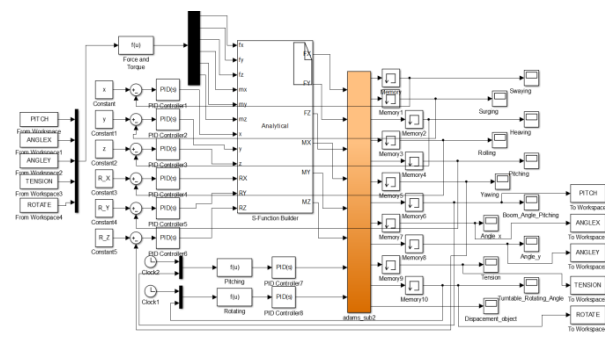 f(u)
Force and
Torque
x
Constant
PID(s)
PID Controller1
y
Constant1
PID(s)
PID Controller2
z
Constant2
PID(s)
PID Controller3
R_X
Constant3
PID(s)
PID Controller4
R_Y
Constant4
PID(s)
PID Controller5
R_Z
Constant5
PID(s)
PID Controller6
PITCH
From Workspace
ANGLEX
From Workspace1
ANGLEY
From Workspace2
TENSION
From Workspace3
ROTATE
From Workspace4
Clock2
Clock1
f(u)
Pitching
PID(s)
PID Controller7
f(u)
Rotating
PID(s)
PID Controller8
fx
fy
fz
mx
my
mz
x
y
z
RX
RY
RZ
Analytical
FX
FY
FZ
MX
MY
MZ
S-Function Builder
adams_sub2
Memory
Memory1
Memory2
Memory3
Memory4
Memory5
Memory6
Memory7
Memory8
Memory9
Memory10
Swaying
Surging
Heaving
Rolling
Pitching
Yawing
Boom_Angle_Pitching
Angle_x
Angle_y
Tension
Turntable_Rotating_Angle
Depacement_object
PITCH
To Workspace
ANGLEX
To Workspace
ANGLEY
To Workspace
TENSION
To Workspace
ROTATE
To Workspace